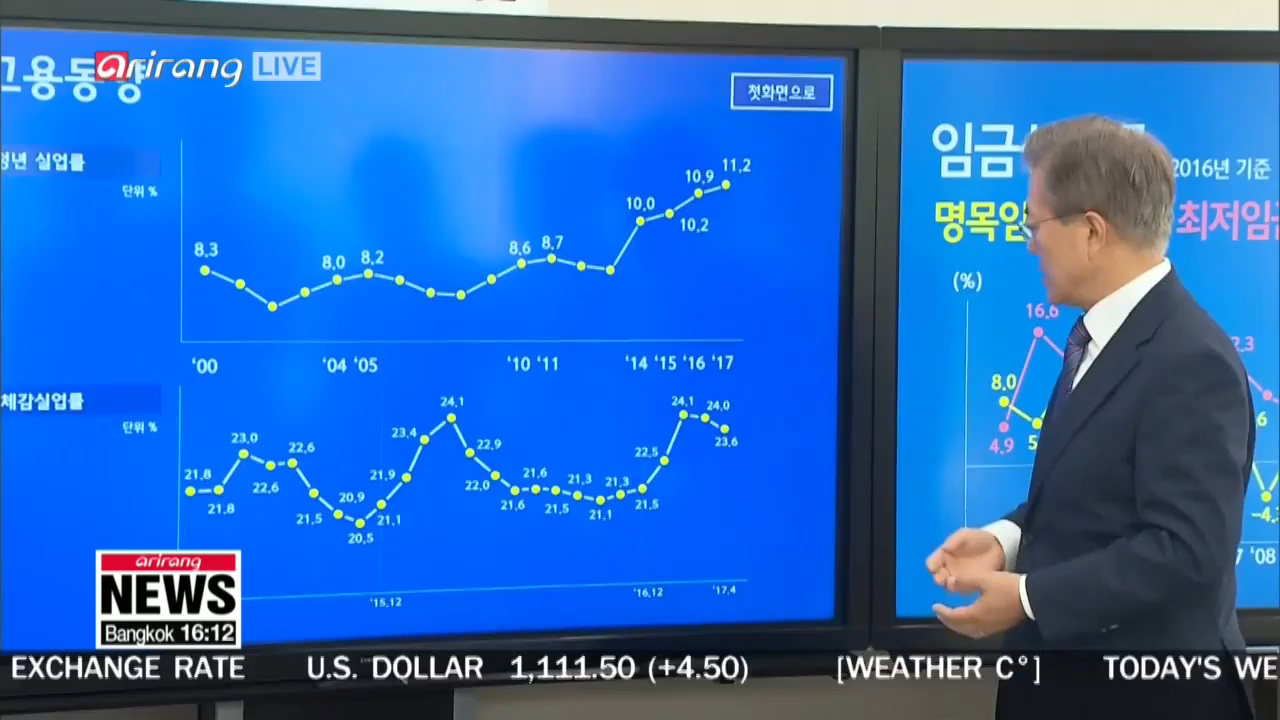 arirang LIVE
고용동향
첫화면으로
청년 실업률
단위 %
8.3
8.0
8.2
8.6
8.7
10.0
10.2
10.9
11.2
'00
'04 '05
'10 '11
'14 '15 '16 '17
체감실업률
단위 %
21.8
21.8
23.0
22.6
22.6
21.5
20.9
20.5
21.1
21.9
23.4
24.1
22.9
22.0
21.6
21.6
21.5
21.3
21.1
21.3
21.5
22.5
24.1
24.0
23.6
'15.12
'16.12
'17.4
임금
2016년 기준
명목임
최저임금
(%)
16.6
8.0
4.9
'08
arirang
NEWS
Bangkok 16:12
EXCHANGE RATE U.S. DOLLAR 1,111.50 (+4.50) [WEATHER C°] TODAY'S WE